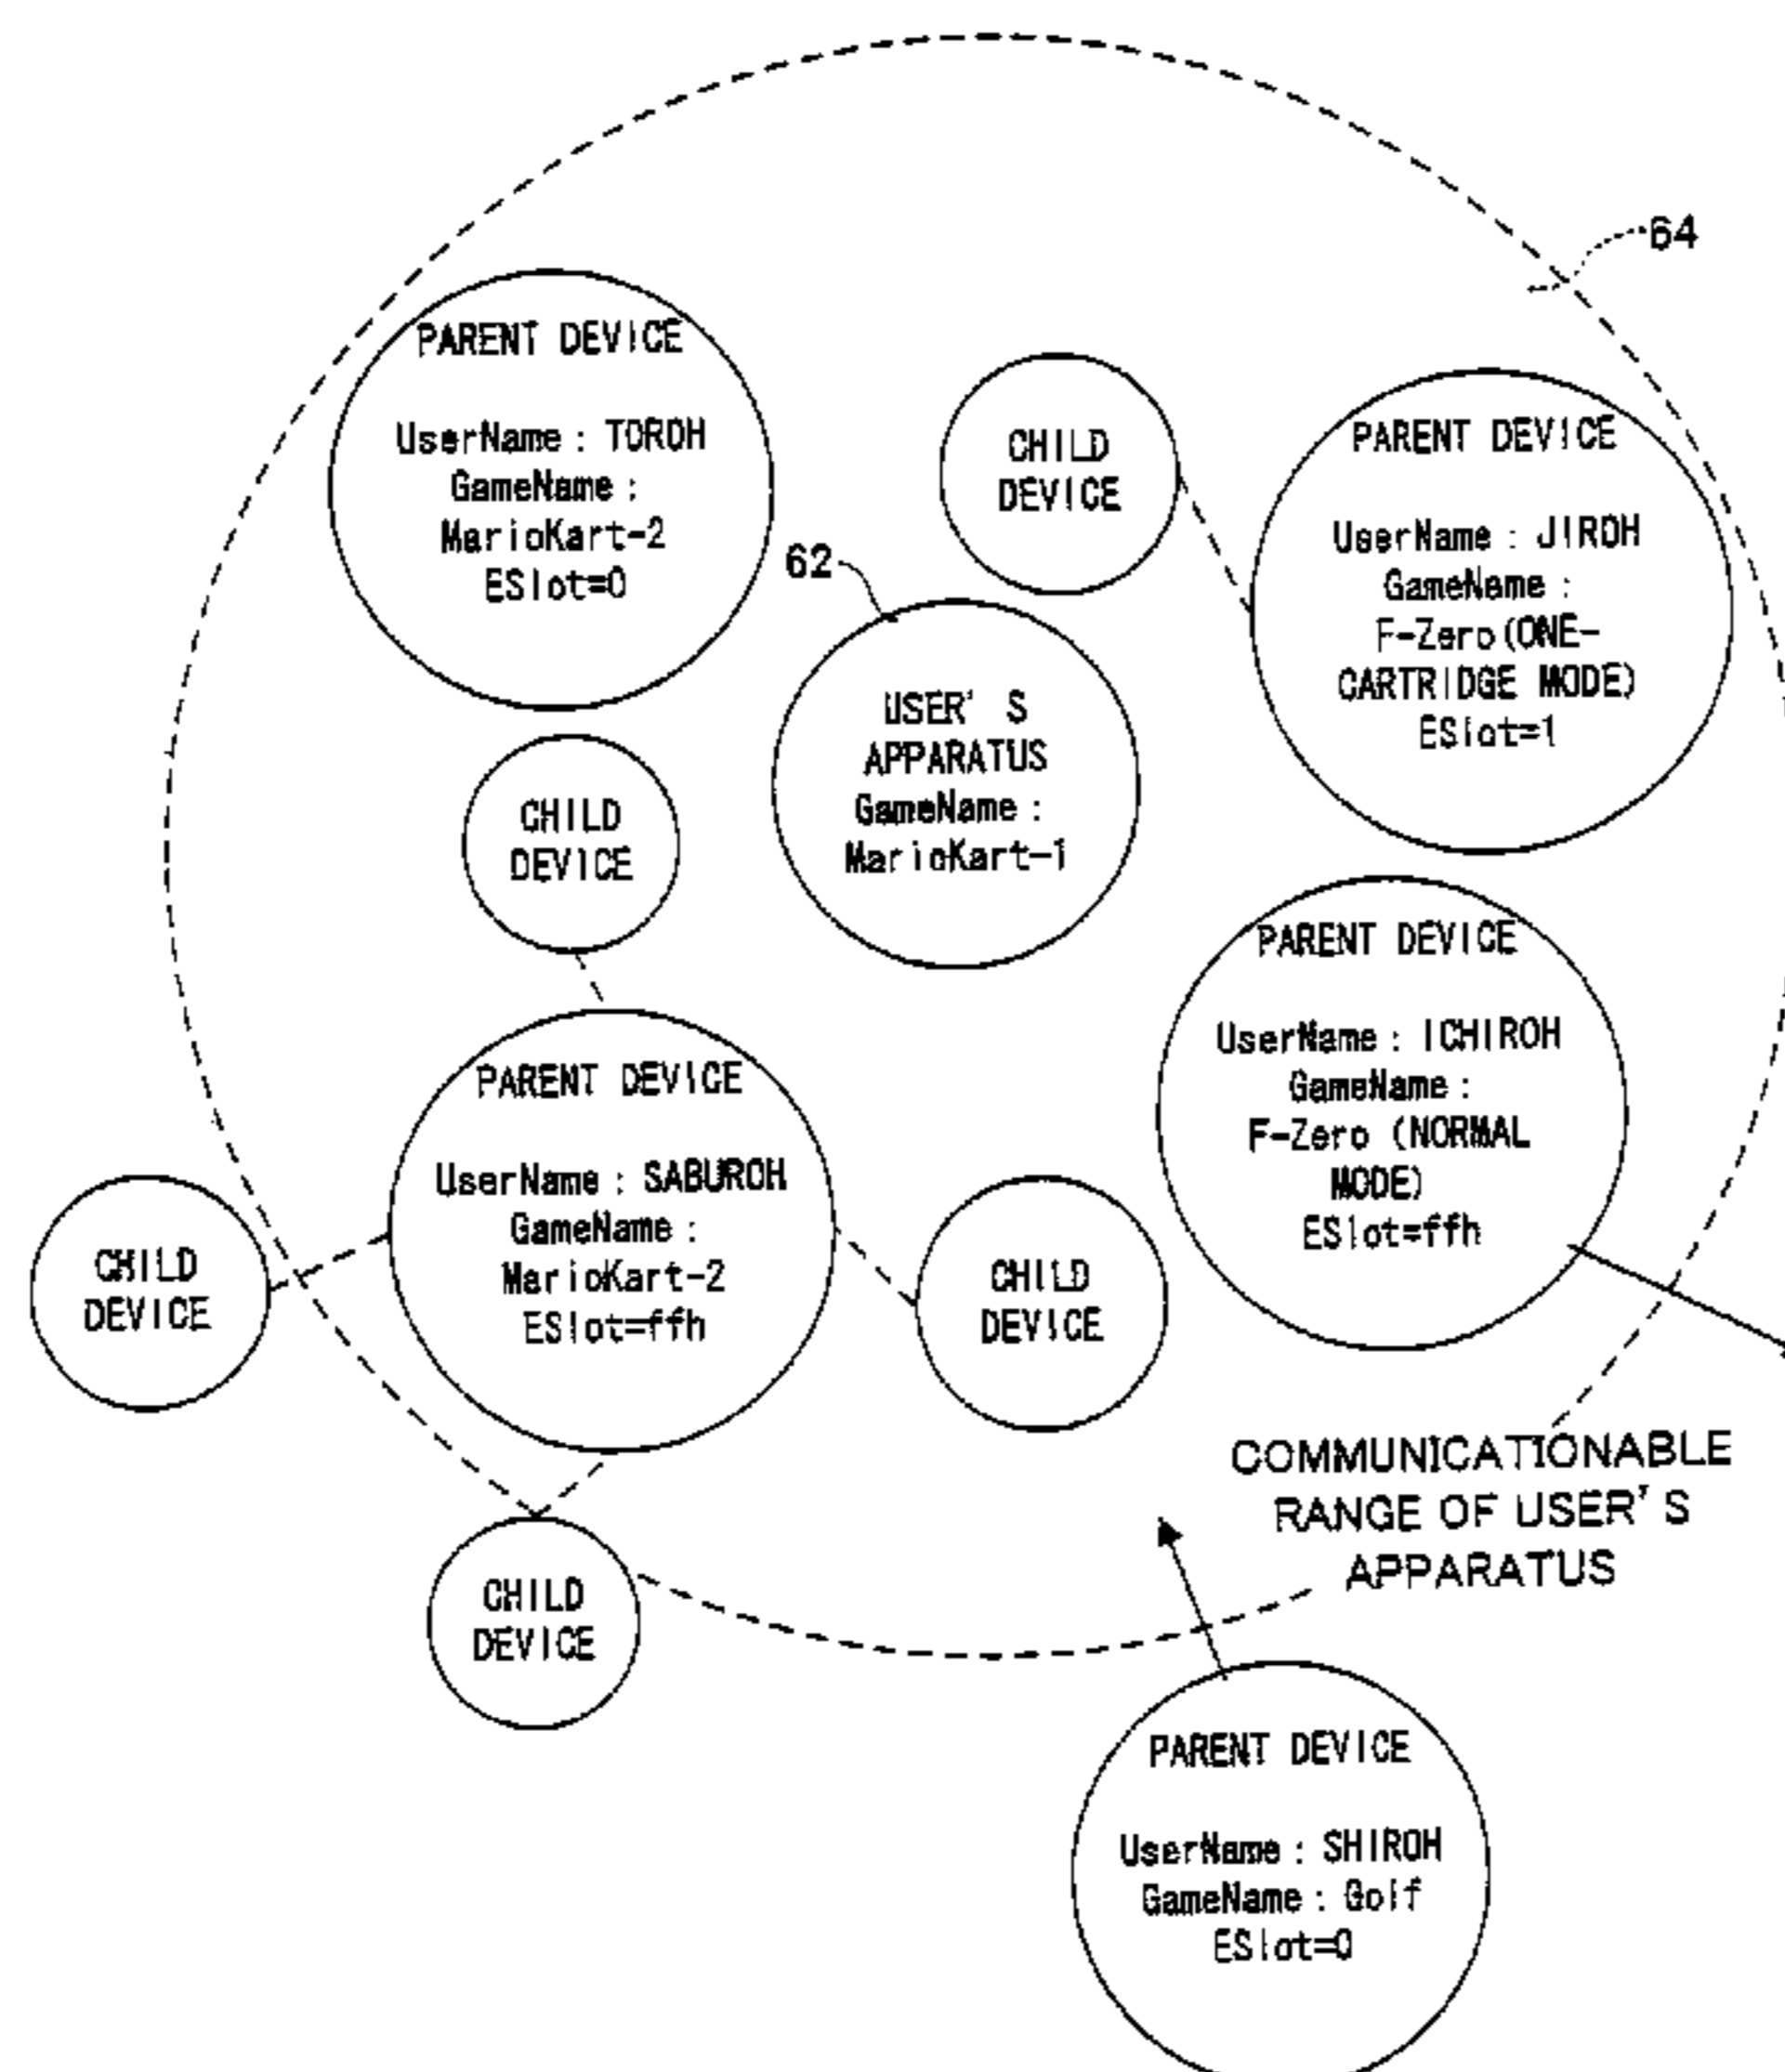 64
PARENT DEVICE
UserName : TOROH
GameName :
MarioKart-2
ESlot=0
CHILD
DEVICE
PARENT DEVICE
UserName : JIROH
GameName :
F-Zero(ONE-
CARTRIDGE MODE)
ESlot=1
62
USER'S
APPARATUS
GameName :
MarioKart-1
CHILD
DEVICE
PARENT DEVICE
UserName : ICHIROH
GameName :
F-Zero (NORMAL
MODE)
ESlot=ffh
PARENT DEVICE
UserName : SABUROH
GameName :
MarioKart-2
ESlot=ffh
CHILD
DEVICE
CHILD
DEVICE
COMMUNICATIONABLE
RANGE OF USER'S
APPARATUS
CHILD
DEVICE
PARENT DEVICE
UserName : SHIROH
GameName : Golf
ESlot=0